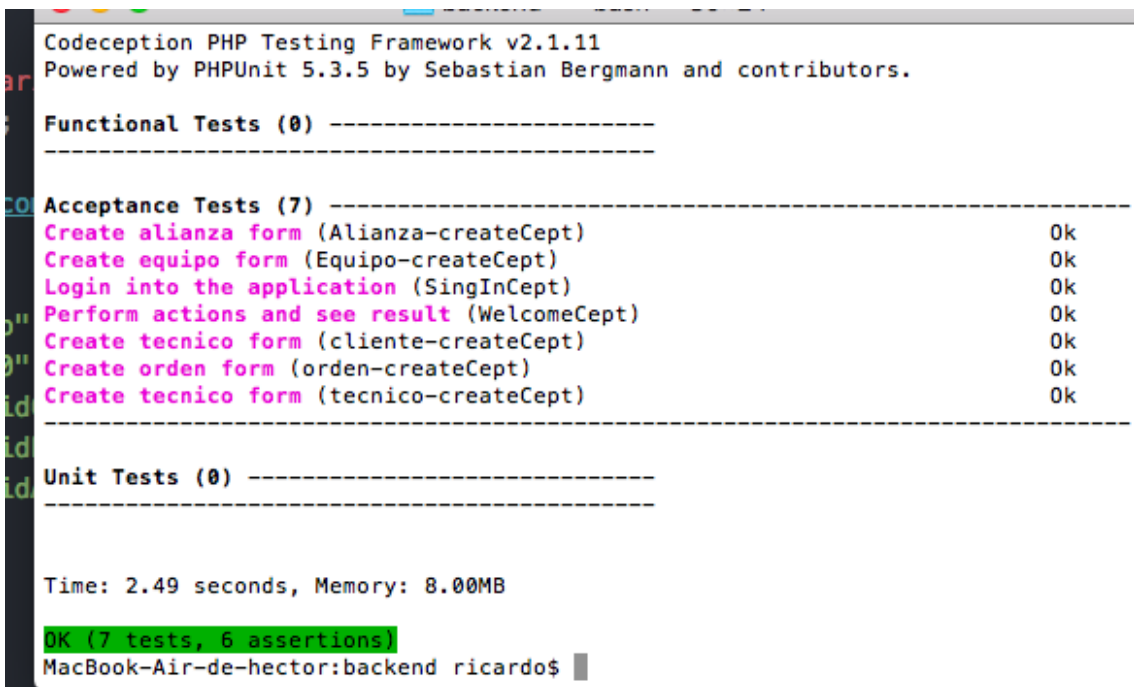 Codeception PHP Testing Framework v2.1.11
Powered by PHPUnit 5.3.5 by Sebastian Bergmann and contributors.
Functional Tests (0) ------------------------
---------------------------------------------
Acceptance Tests (7) -----------------------------------------------------------
Create alianza form (Alianza-createCept) Ok
Create equipo form (Equipo-createCept) Ok
Login into the application (SingInCept) Ok
Perform actions and see result (WelcomeCept) Ok
Create tecnico form (cliente-createCept) Ok
Create orden form (orden-createCept) Ok
Create tecnico form (tecnico-createCept) Ok
--------------------------------------------------------------------------------
Unit Tests (0) ------------------------------
---------------------------------------------
Time: 2.49 seconds, Memory: 8.00MB
OK (7 tests, 6 assertions)
MacBook-Air-de-hector:backend ricardo$